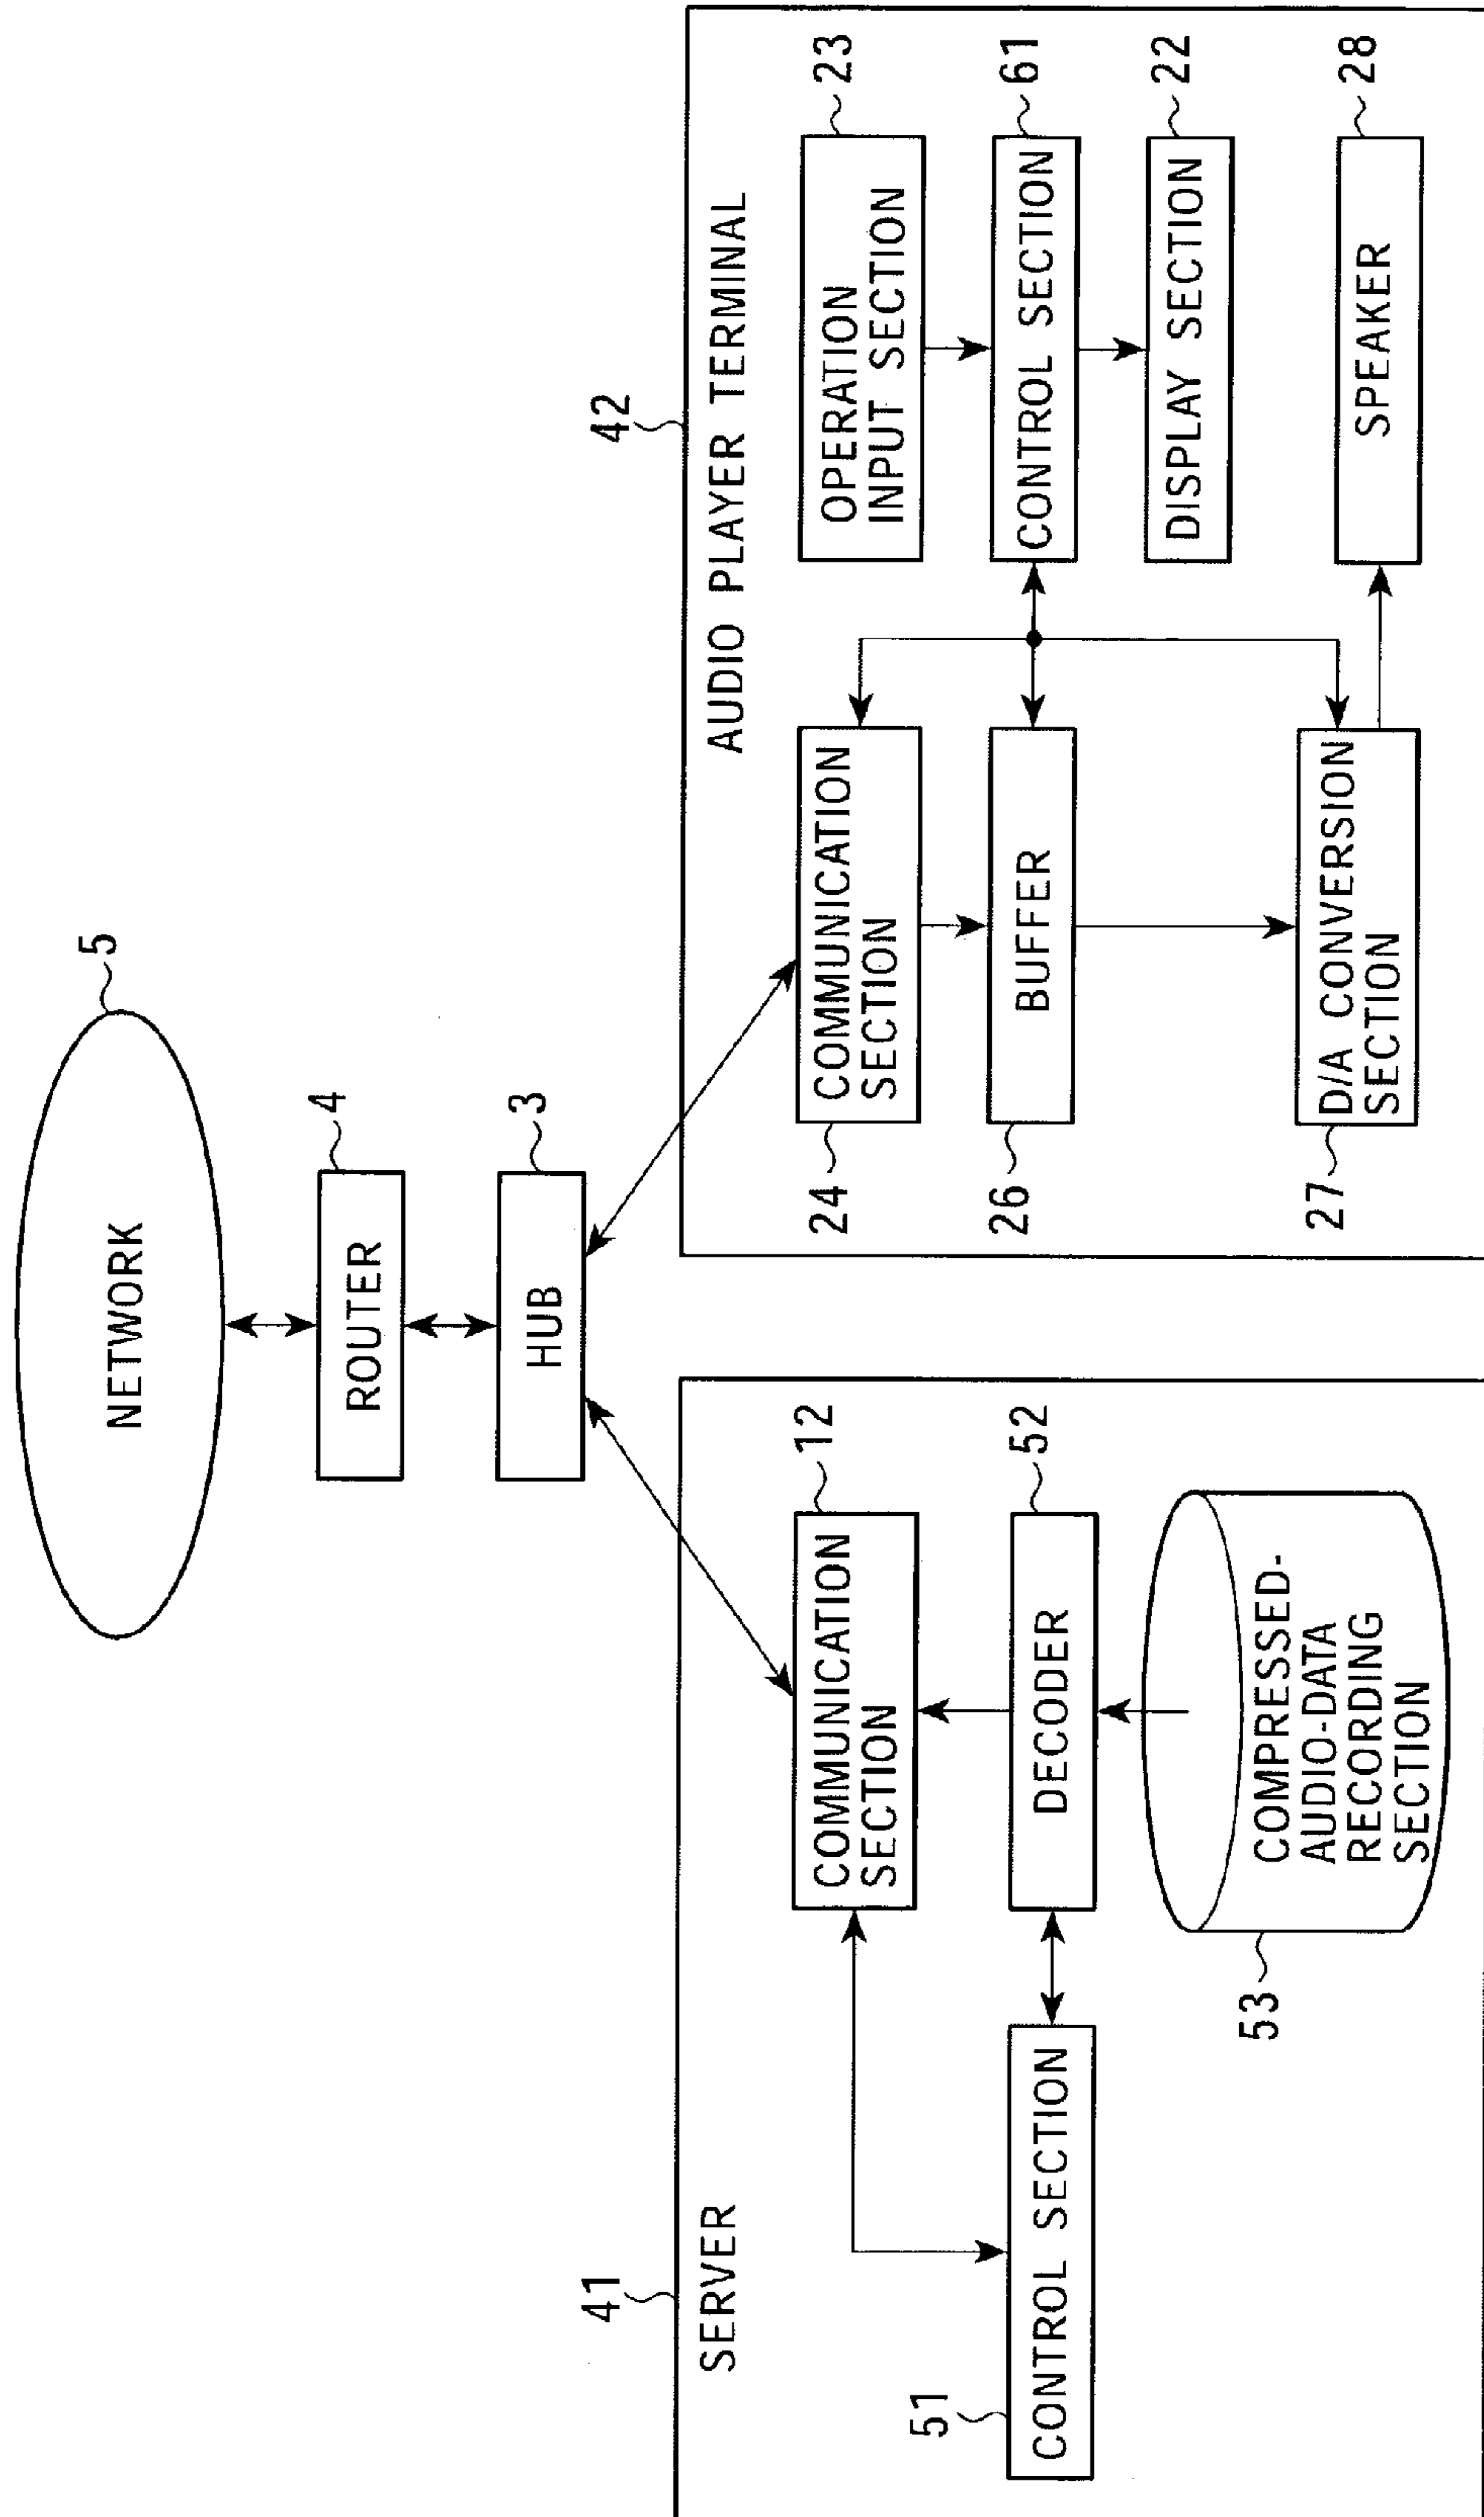 NETWORK
5
ROUTER
4
HUB
3
41
SERVER
COMMUNICATION
SECTION
12
51
CONTROL SECTION
DECODER
52
53
COMPRESSED-
AUDIO-DATA
RECORDING
SECTION
42
AUDIO PLAYER TERMINAL
24
COMMUNICATION
SECTION
OPERATION
INPUT SECTION
23
26
BUFFER
CONTROL SECTION
61
DISPLAY SECTION
22
27
D/A CONVERSION
SECTION
SPEAKER
28